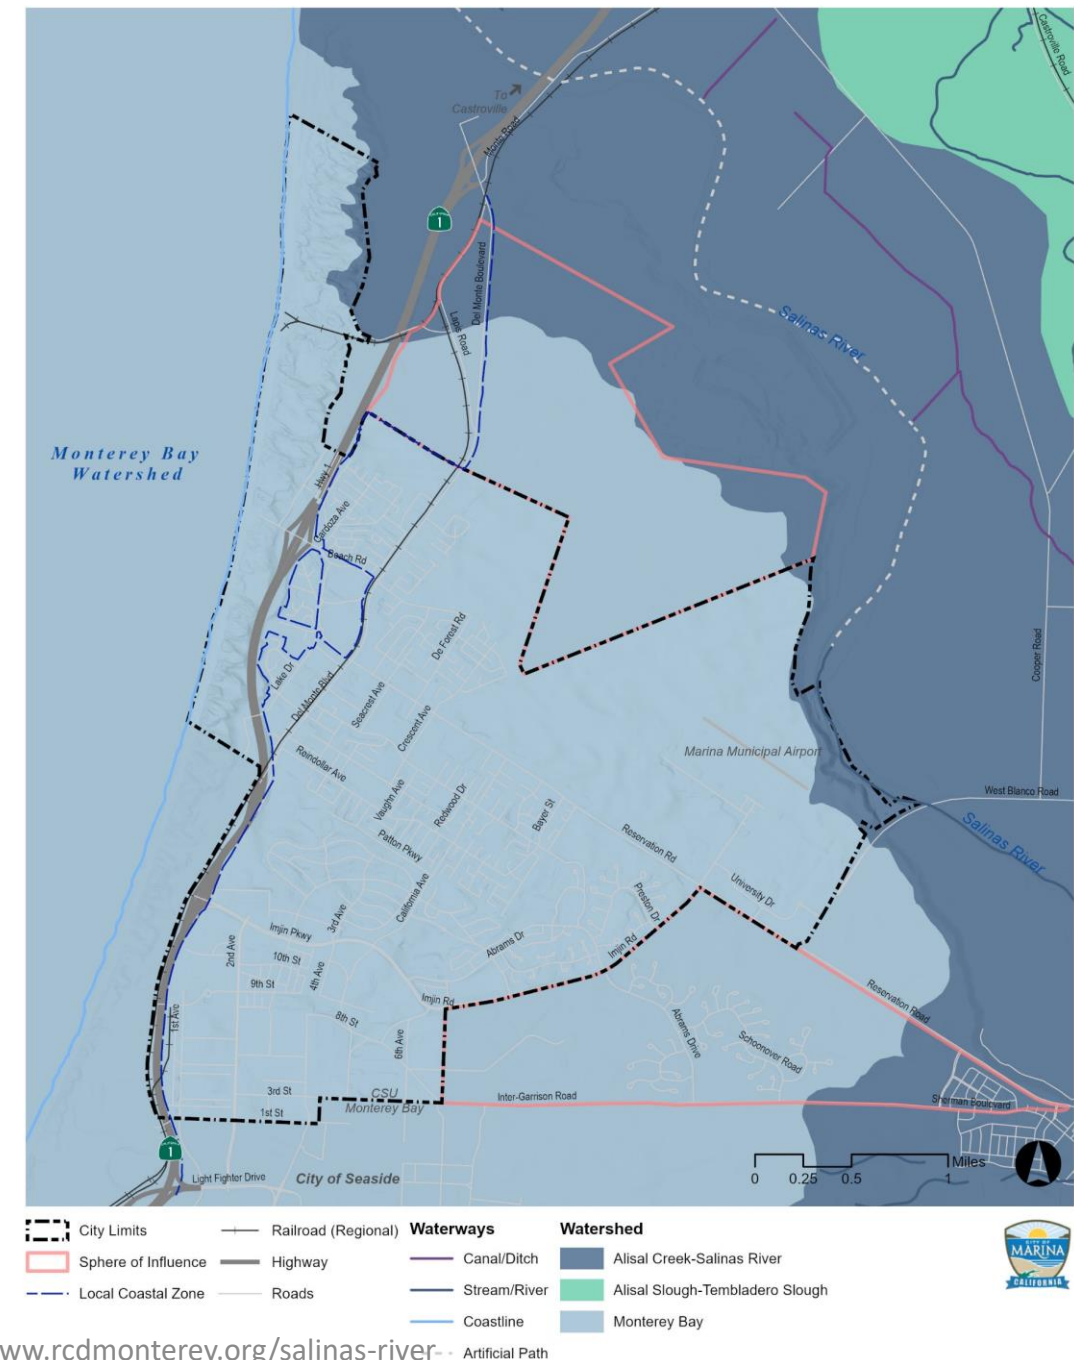 Castroville Road
To
Castroville
Monte Road
1
Del Monte Boulevard
Lapis Road
Salinas River
Monterey Bay
Watershed
Hwy 1
Cardoza Ave
Beach Rd
De Forest Rd
Cooper Road
Lake Dr
Seacrest Ave
Del Monte Blvd
Crescent Ave
Marina Municipal Airport
Reindollar Ave
West Blanco Road
Vaughn Ave
Redwood Dr
Bayer St
Salinas River
Reservation Rd
Patton Pkwy
University Dr
California Ave
Preston Dr
3rd Ave
Imjin Pkwy
2nd Ave
Abrams Dr
Imjin Rd
10th St
4th Ave
9th St
Imjin Rd
Reservation Road
1st Ave
8th St
6th Ave
Abrams Drive
Schoonover Road
3rd St
CSU
Monterey Bay
Inter-Garrison Road
Sherman Boulevard
1st St
1
Miles
0 0.25 0.5 1
Light Fighter Drive
City of Seaside
City Limits
Sphere of Influence
Local Coastal Zone
Railroad (Regional)
Highway
Roads
Waterways
Canal/Ditch
Stream/River
Coastline
Artificial Path
Watershed
Alisal Creek-Salinas River
Alisal Slough-Tembladero Slough
Monterey Bay
CITY OF
MARINA
CALIFORNIA
ww.rcdmonterey.org/salinas-river